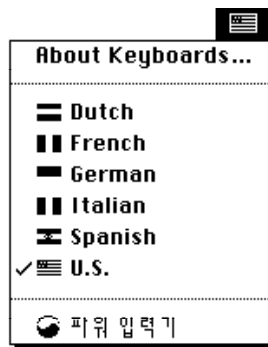 About Keyboards...
Dutch
French
German
Italian
Spanish
U.S.
파워 입력기